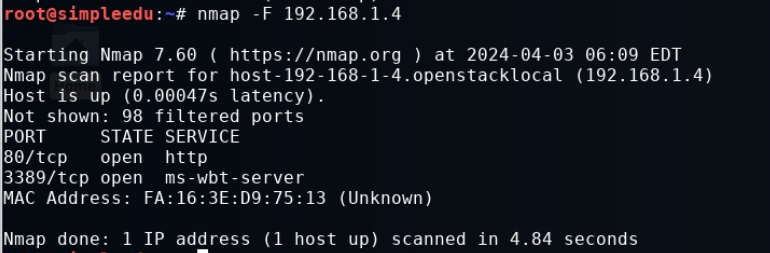 root@simpleedu:~# nmap -F 192.168.1.4
Starting Nmap 7.60 ( https://nmap.org ) at 2024-04-03 06:09 EDT
Nmap scan report for host-192-168-1-4.openstacklocal (192.168.1.4)
Host is up (0.00047s latency).
Not shown: 98 filtered ports
PORT     STATE SERVICE
80/tcp   open  http
3389/tcp open  ms-wbt-server
MAC Address: FA:16:3E:D9:75:13 (Unknown)
Nmap done: 1 IP address (1 host up) scanned in 4.84 seconds